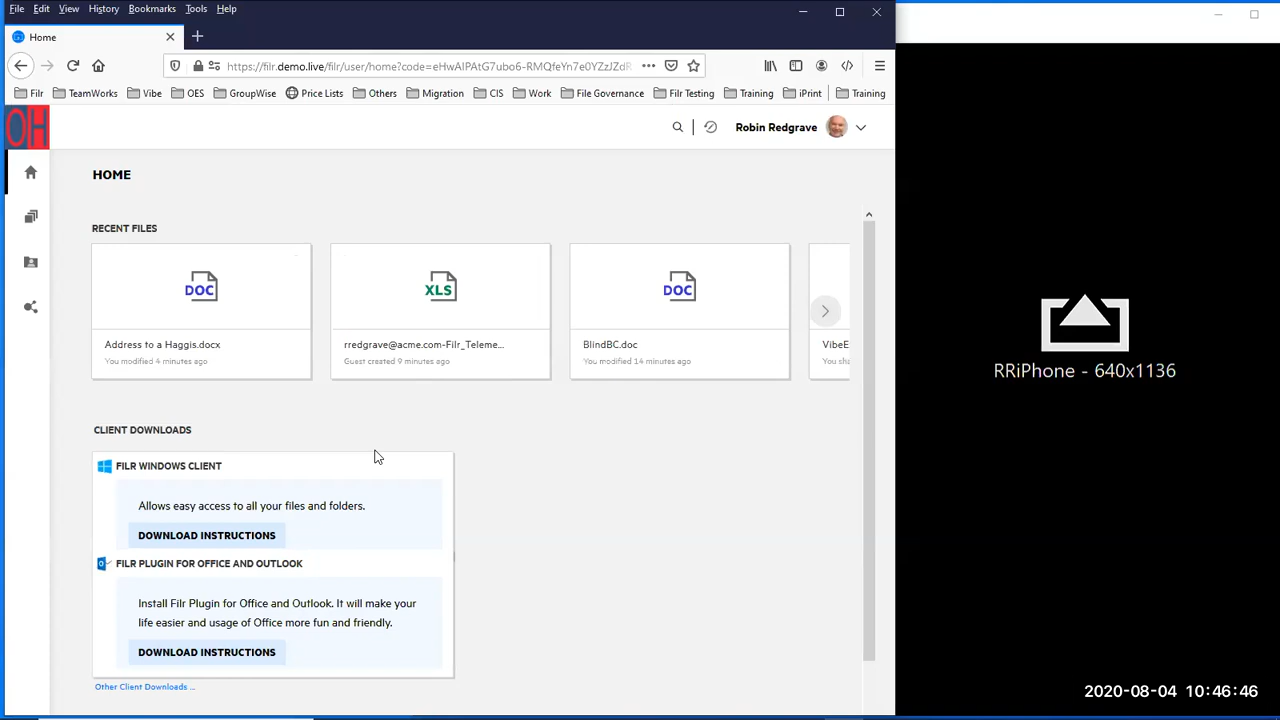 File Edit View History Bookmarks Tools Help
Home
https://filr.demo.live/filr/user/home?code=eHwAIPAtG7ubo6-RMQfeYn7e0YZzJZdR
Filr TeamWorks Vibe OES GroupWise Price Lists Others Migration CIS Work File Governance Filr Testing Training iPrint Training
OH
Robin Redgrave
HOME
RECENT FILES
DOC XLS DOC
Address to a Haggis.docx
You modified 4 minutes ago
rredgrave@acme.com-Filr_Teleme...
Guest created 9 minutes ago
BlindBC.doc
You modified 14 minutes ago
VibeE
You sha
CLIENT DOWNLOADS
FILR WINDOWS CLIENT
Allows easy access to all your files and folders.
DOWNLOAD INSTRUCTIONS
FILR PLUGIN FOR OFFICE AND OUTLOOK
Install Filr Plugin for Office and Outlook. It will make your
life easier and usage of Office more fun and friendly.
DOWNLOAD INSTRUCTIONS
Other Client Downloads ...
RRiPhone - 640x1136
2020-08-04 10:46:46